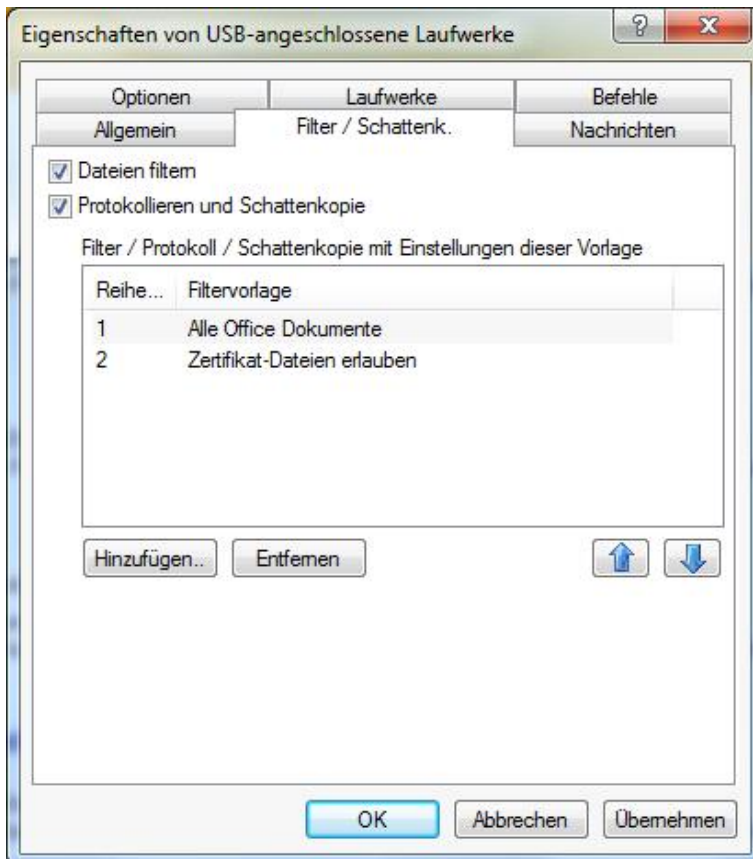 Eigenschaften von USB-angeschlossene Laufwerke
Optionen Laufwerke Befehle
Allgemein Filter / Schattenk. Nachrichten
Dateien filtern
Protokollieren und Schattenkopie
Filter / Protokoll / Schattenkopie mit Einstellungen dieser Vorlage
Reihe... Filtervorlage
1 Alle Office Dokumente
2 Zertifikat-Dateien erlauben
Hinzufügen.. Entfernen
OK Abbrechen Übernehmen